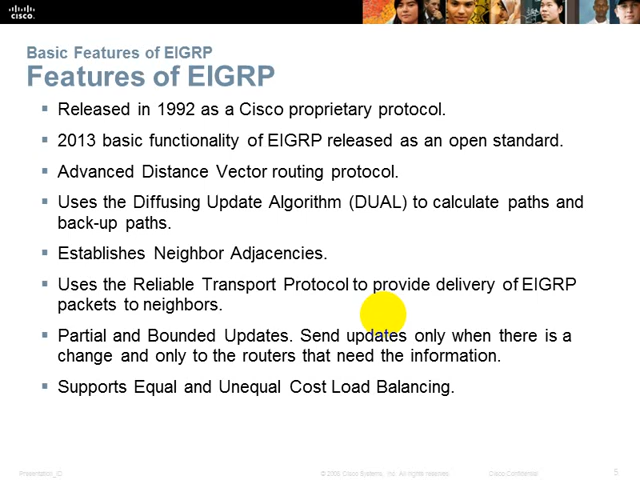 CISCO
Basic Features of EIGRP
Features of EIGRP
Released in 1992 as a Cisco proprietary protocol.
2013 basic functionality of EIGRP released as an open standard.
Advanced Distance Vector routing protocol.
Uses the Diffusing Update Algorithm (DUAL) to calculate paths and
back-up paths.
Establishes Neighbor Adjacencies.
Uses the Reliable Transport Protocol to provide delivery of EIGRP
packets to neighbors.
Partial and Bounded Updates. Send updates only when there is a
change and only to the routers that need the information.
Supports Equal and Unequal Cost Load Balancing.
Presentation_ID © 2008 Cisco Systems, Inc. All rights reserved. Cisco Confidential 5